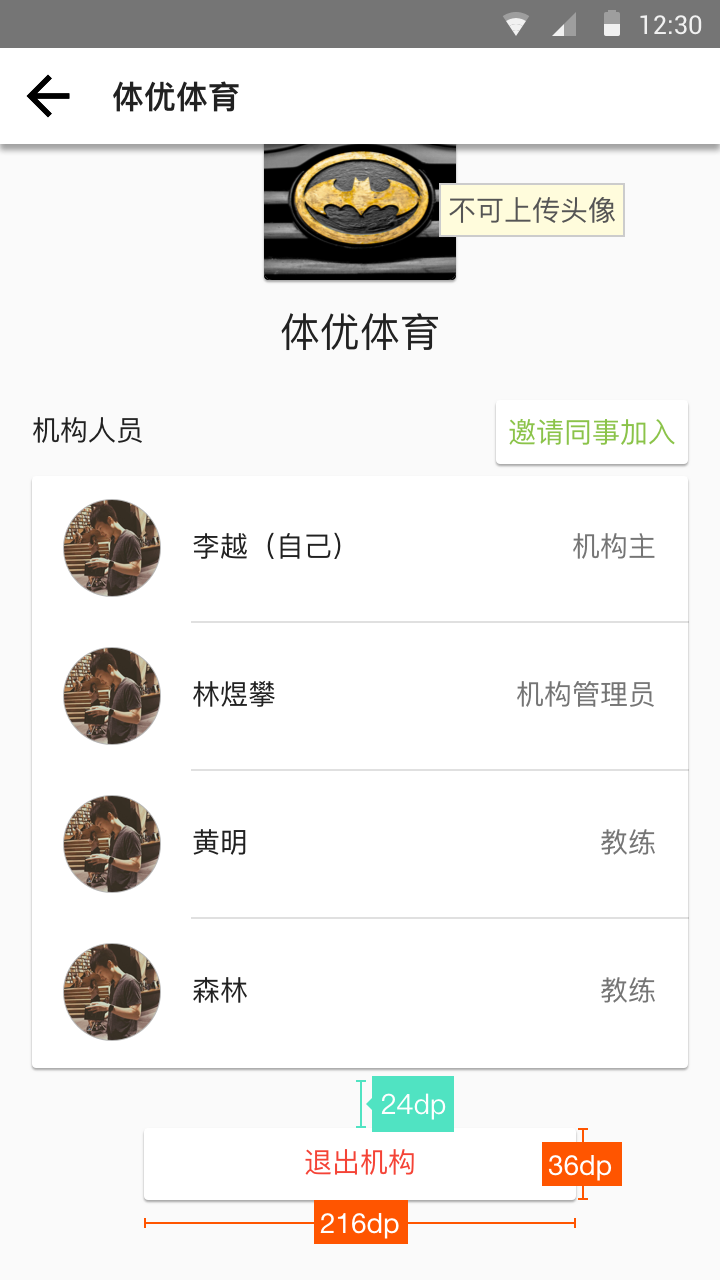 12:30
体优体育
不可上传头像
体优体育
机构人员
邀请同事加入
李越（自己）
机构主
林煜攀
机构管理员
黄明
教练
森林
教练
24dp
退出机构
36dp
216dp